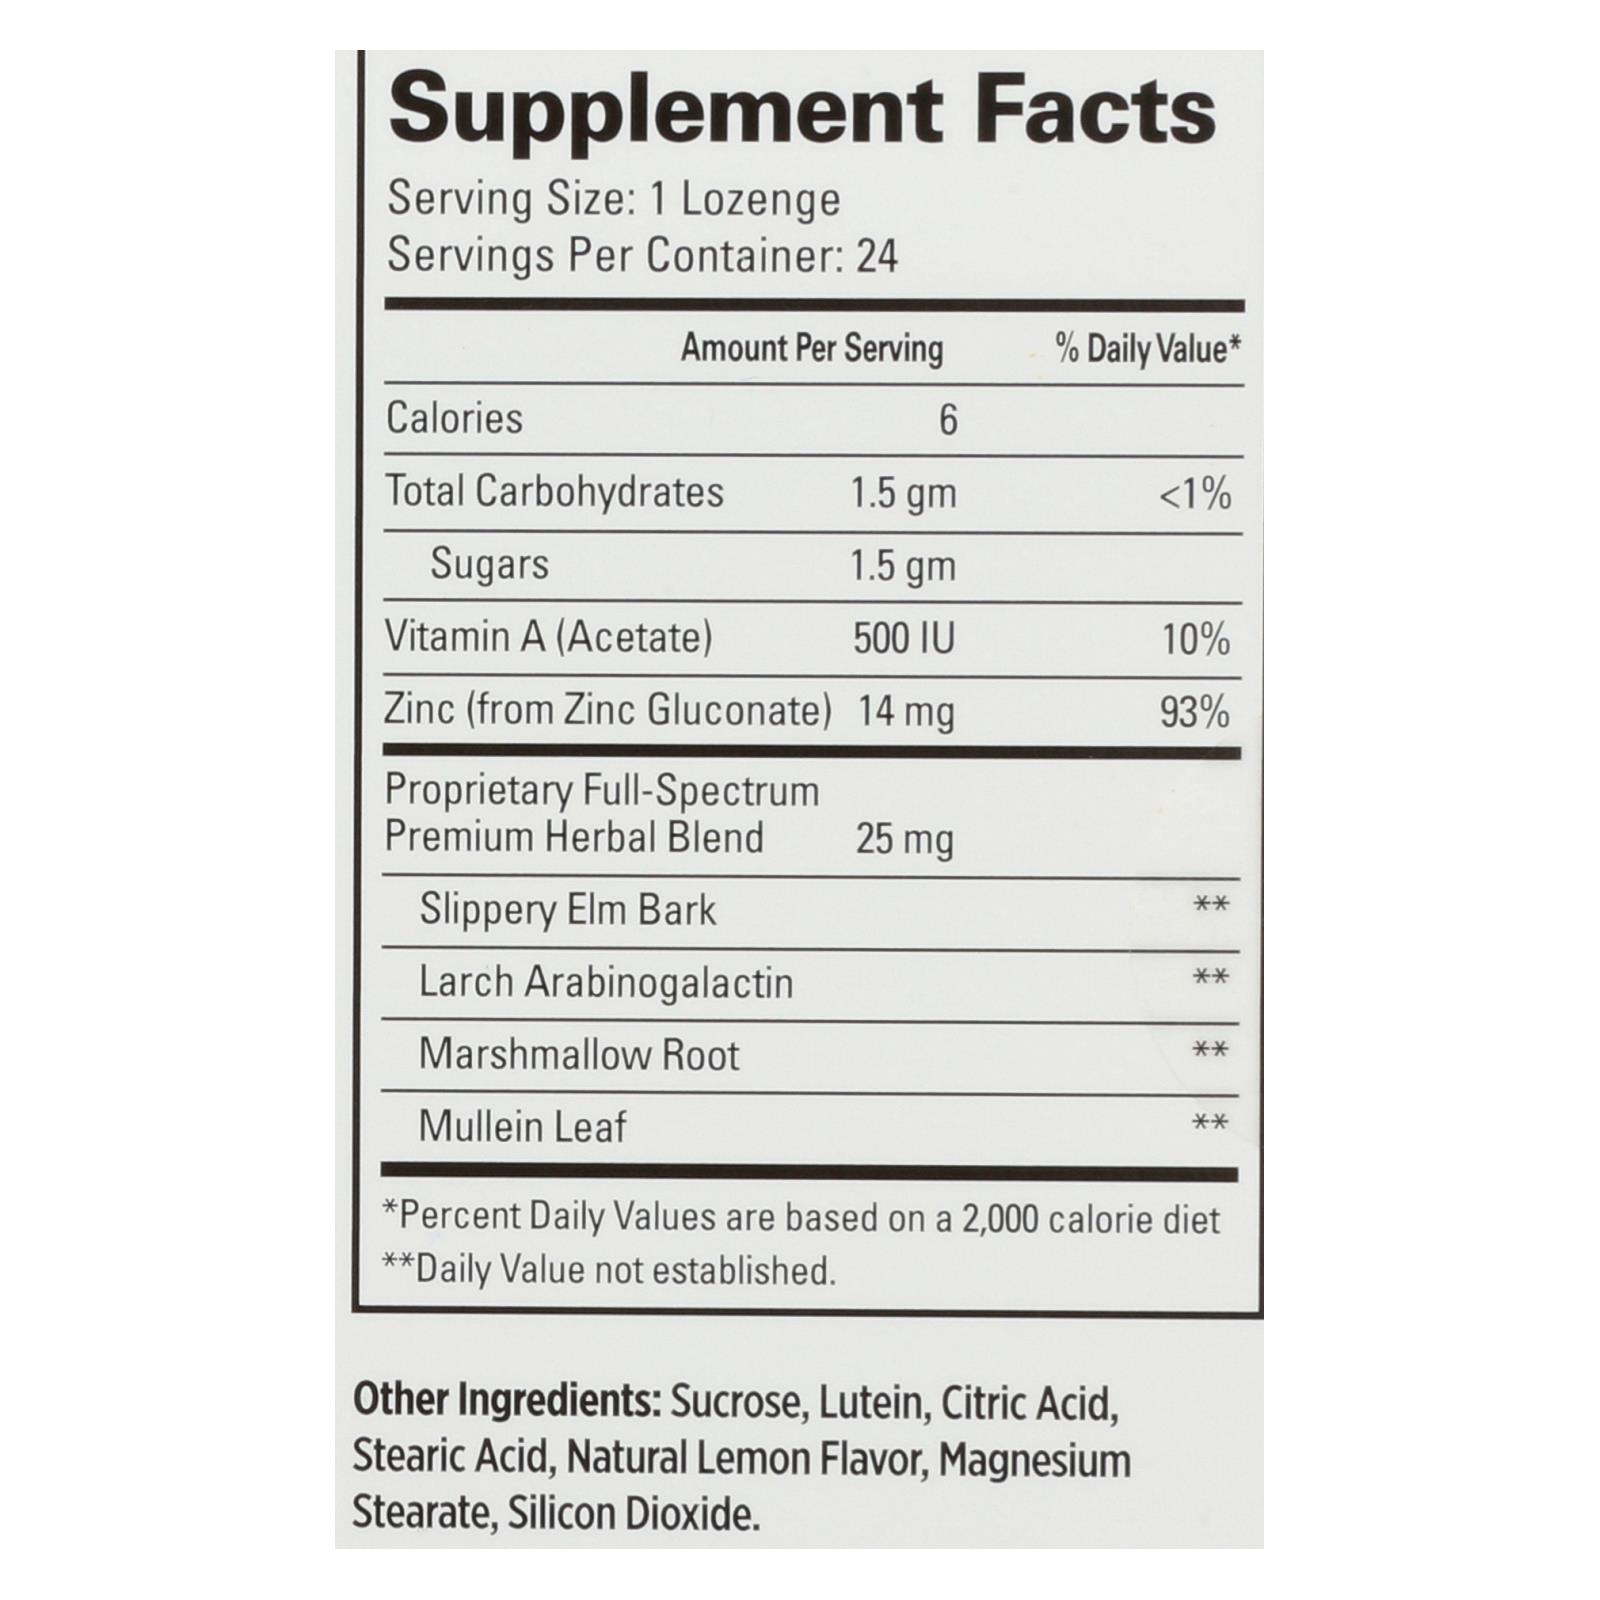 Supplement Facts
Serving Size: 1 Lozenge
Servings Per Container: 24
Amount Per Serving % Daily Value*
Calories 6
Total Carbohydrates 1.5 gm <1%
Sugars 1.5 gm
Vitamin A (Acetate) 500 IU 10%
Zinc (from Zinc Gluconate) 14 mg 93%
Proprietary Full-Spectrum
Premium Herbal Blend 25 mg
Slippery Elm Bark **
Larch Arabinogalactin **
Marshmallow Root **
Mullein Leaf **
*Percent Daily Values are based on a 2,000 calorie diet
**Daily Value not established.
Other Ingredients: Sucrose, Lutein, Citric Acid,
Stearic Acid, Natural Lemon Flavor, Magnesium
Stearate, Silicon Dioxide.